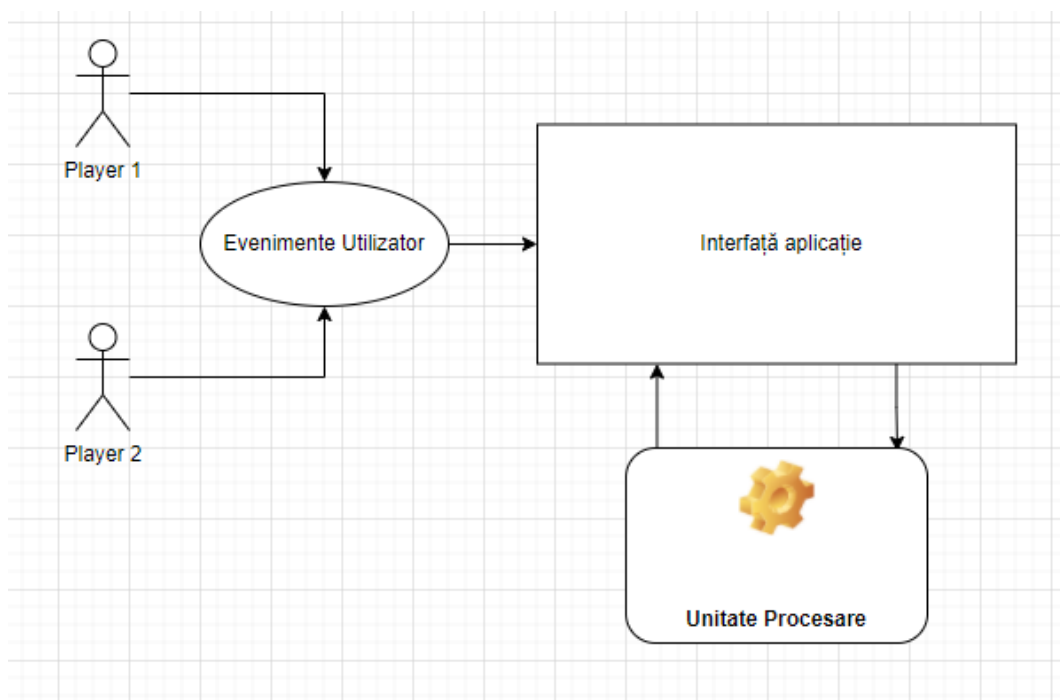 Player 1
Evenimente Utilizator
Interfață aplicație
Player 2
Unitate Procesare